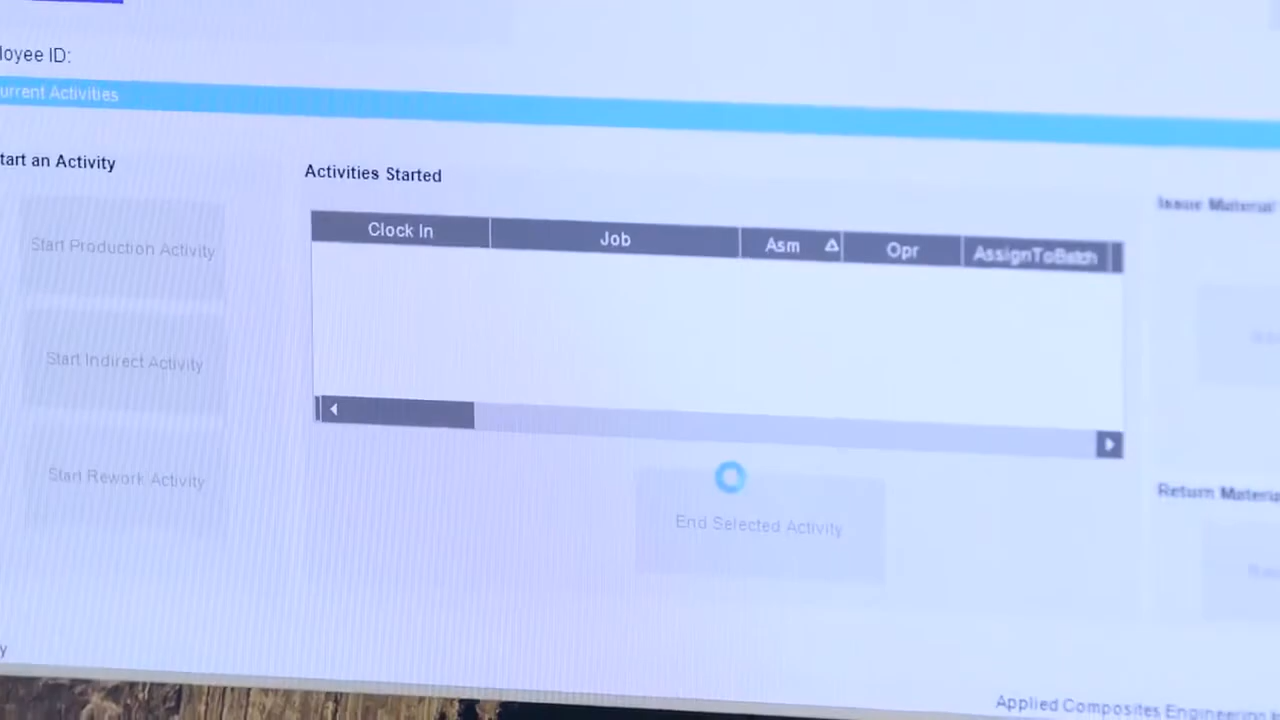 loyee ID:
urrent Activities
tart an Activity
Activities Started
Issue Material
Clock In
Job
Asm
Opr
AssignToBatch
Start Production Activity
Start Indirect Activity
Start Rework Activity
End Selected Activity
Return Materia
y
Applied Composites Engineering